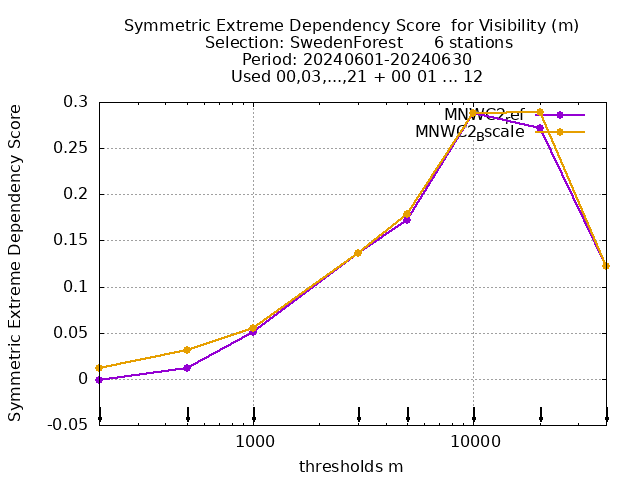 Symmetric Extreme Dependency Score for Visibility (m)
Selection: SwedenForest 6 stations
Period: 20240601-20240630
Used 00,03,...,21 + 00 01 ... 12
Symmetric Extreme Dependency Score
0.3
0.25
0.2
0.15
0.1
0.05
0
-0.05
MNWC2_ref
MNWC2_Bscale
1000
10000
thresholds m